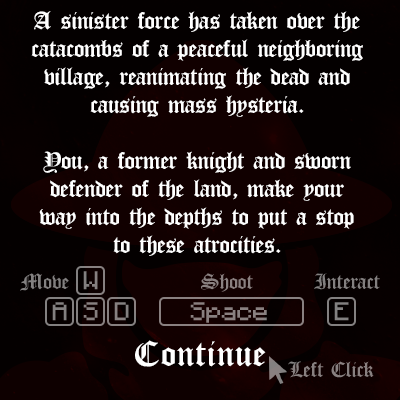 A sinister force has taken over the
catacombs of a peaceful neighboring
village, reanimating the dead and
causing mass hysteria.
You, a former knight and sworn
defender of the land, make your
way into the depths to put a stop
to these atrocities.
Move W Shoot Interact
A S D Space E
Continue
Left Click